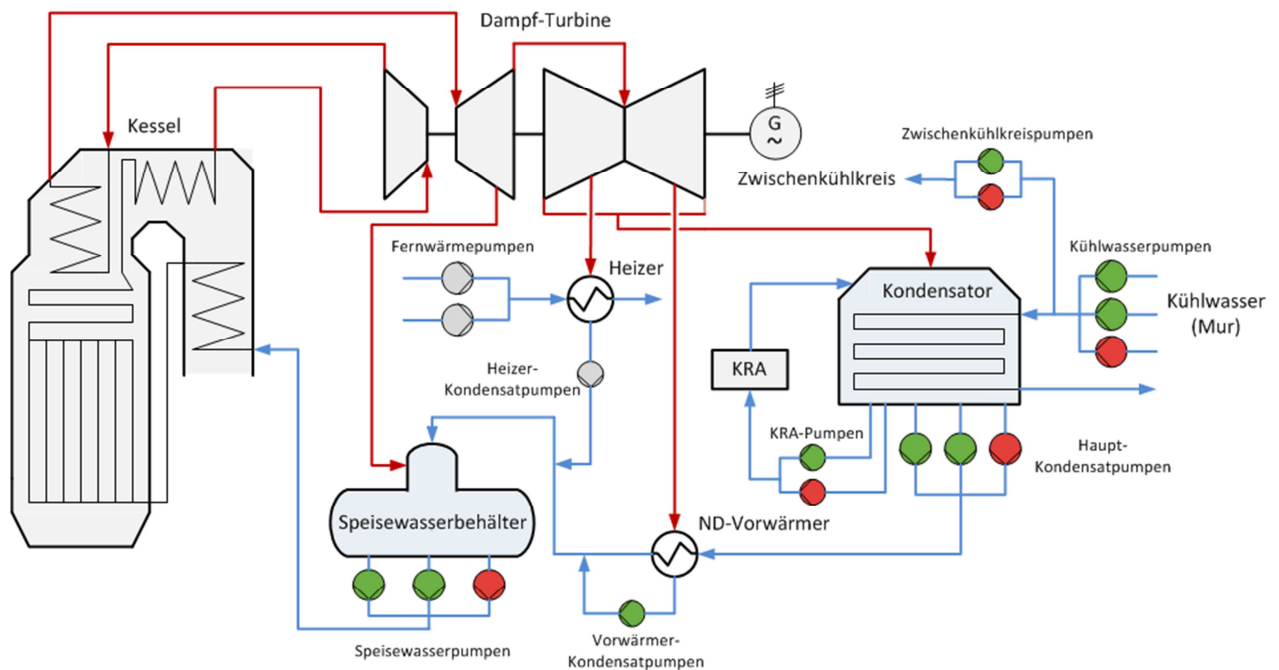 Dampf-Turbine
Kessel
G
~
Zwischenkühlkreispumpen
Zwischenkühlkreis
Fernwärmepumpen
Heizer
Kühlwasserpumpen
Kondensator
Kühlwasser
(Mur)
Heizer-
Kondensatpumpen
KRA
KRA-Pumpen
Haupt-
Kondensatpumpen
Speisewasserbehälter
ND-Vorwärmer
Speisewasserpumpen
Vorwärmer-
Kondensatpumpen